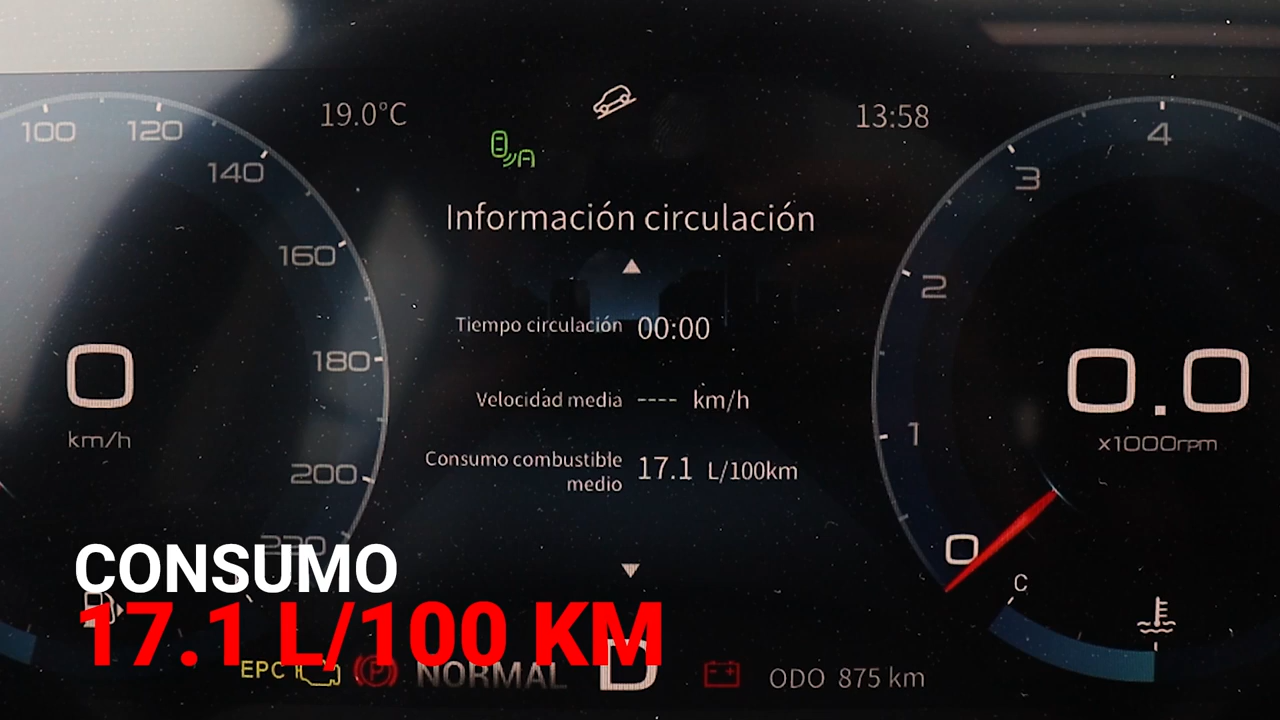 19.0°C
13:58
100
120
140
160
180
200
220
0
km/h
Información circulación
Tiempo circulación 00:00
Velocidad media ---- km/h
Consumo combustible
medio
17.1 L/100km
4
3
2
1
0
0.0
x1000rpm
C
CONSUMO
17.1 L/100 KM
EPC
P
NORMAL
D
ODO 875 km